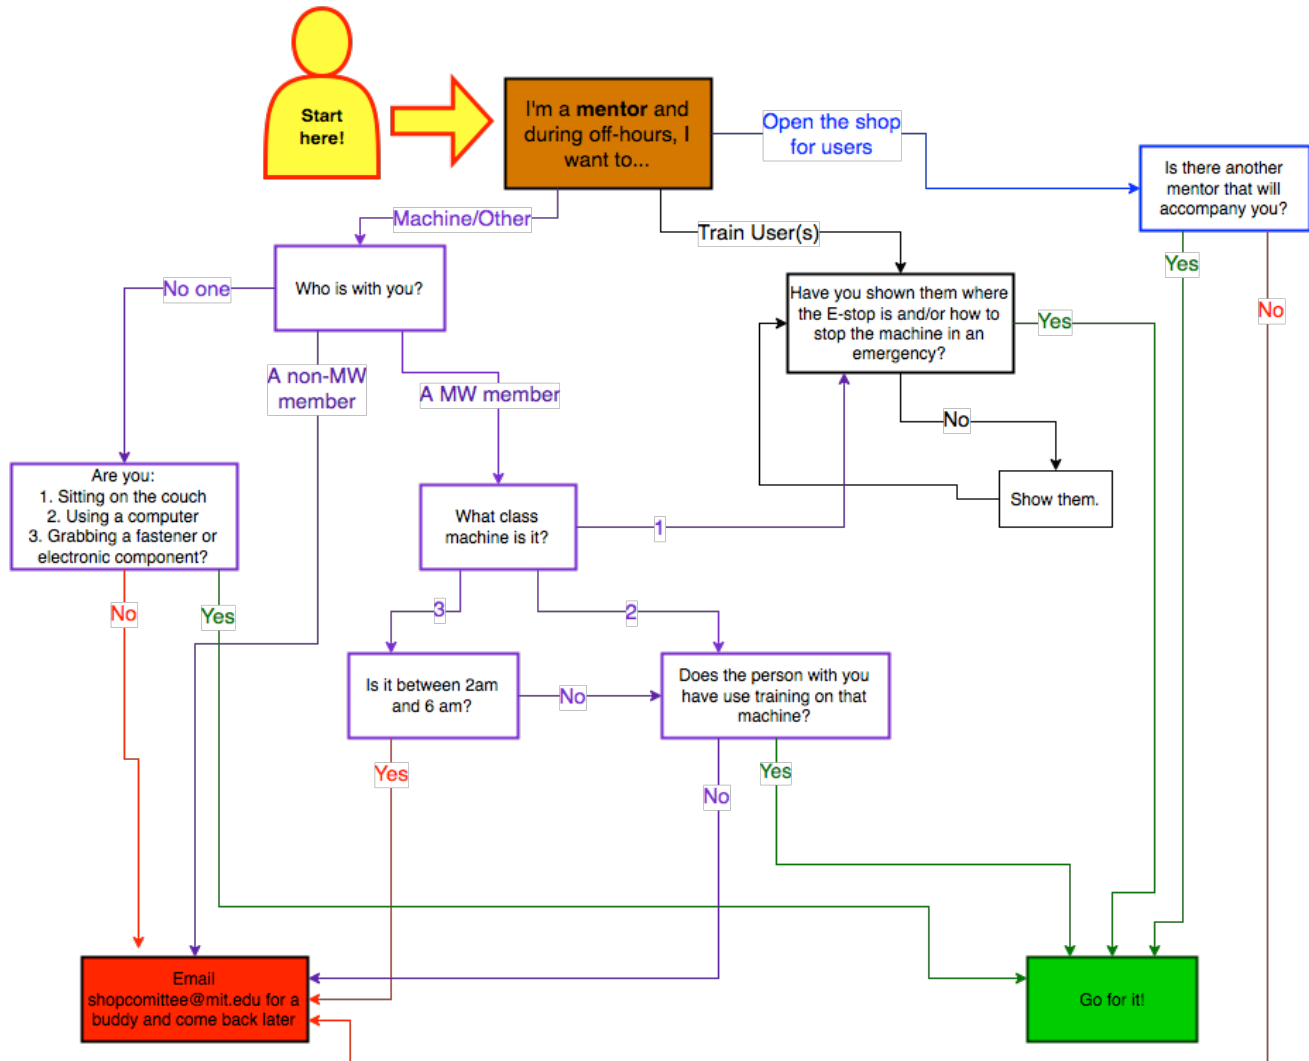 Start
here!
I'm a mentor and
during off-hours, I
want to...
Open the shop
for users
Is there another
mentor that will
accompany you?
Machine/Other
Train User(s)
Yes
No
Who is with you?
No one
Have you shown them where
the E-stop is and/or how to
stop the machine in an
emergency?
Yes
A non-MW
member
A MW member
No
Are you:
1. Sitting on the couch
2. Using a computer
3. Grabbing a fastener or
electronic component?
What class
machine is it?
1
Show them.
No
Yes
3
2
Is it between 2am
and 6 am?
No
Does the person with you
have use training on that
machine?
Yes
No
Yes
Email
shopcomittee@mit.edu for a
buddy and come back later
Go for it!